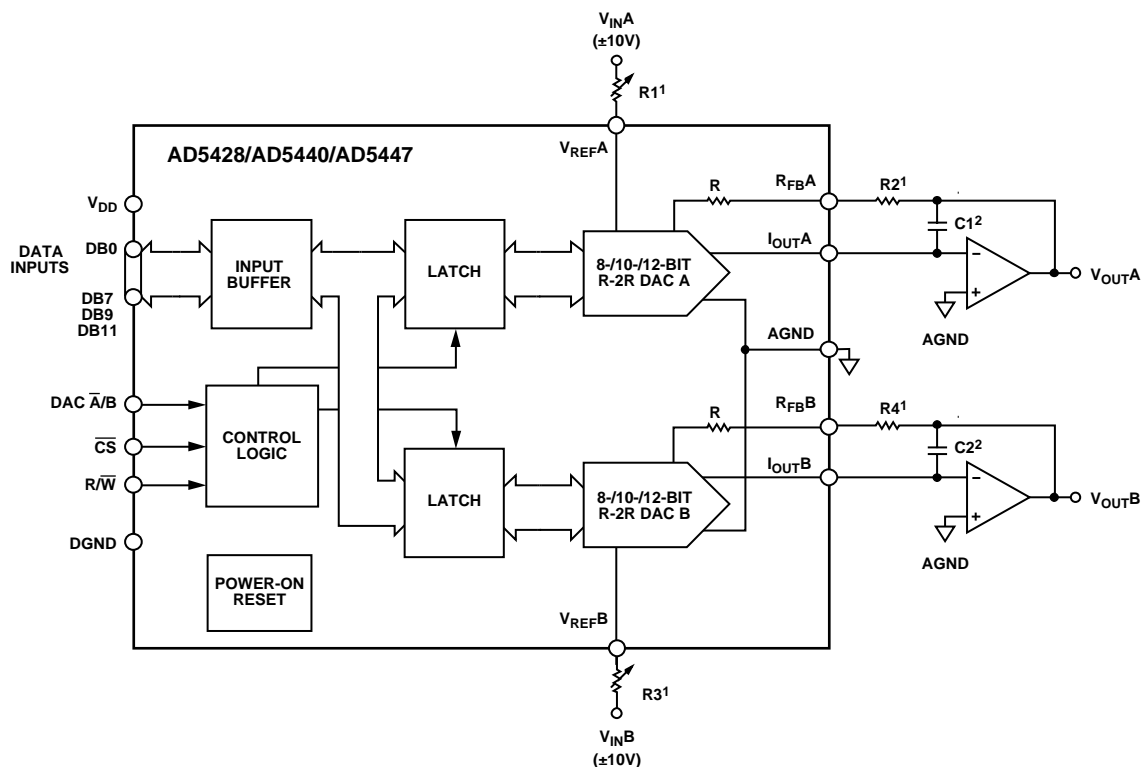 VINA
(±10V)
R1¹
AD5428/AD5440/AD5447
VREFA
VDD
DATA
INPUTS
DB0
DB7
DB9
DB11
INPUT
BUFFER
LATCH
8-/10-/12-BIT
R-2R DAC A
R
RFBA
R2¹
C1²
IOUTA
−
+
VOUTA
AGND
AGND
DAC A̅/B
C̅S̅
R/W̅
DGND
CONTROL
LOGIC
POWER-ON
RESET
LATCH
8-/10-/12-BIT
R-2R DAC B
R
RFBB
R4¹
C2²
IOUTB
−
+
VOUTB
AGND
VREFB
R3¹
VINB
(±10V)